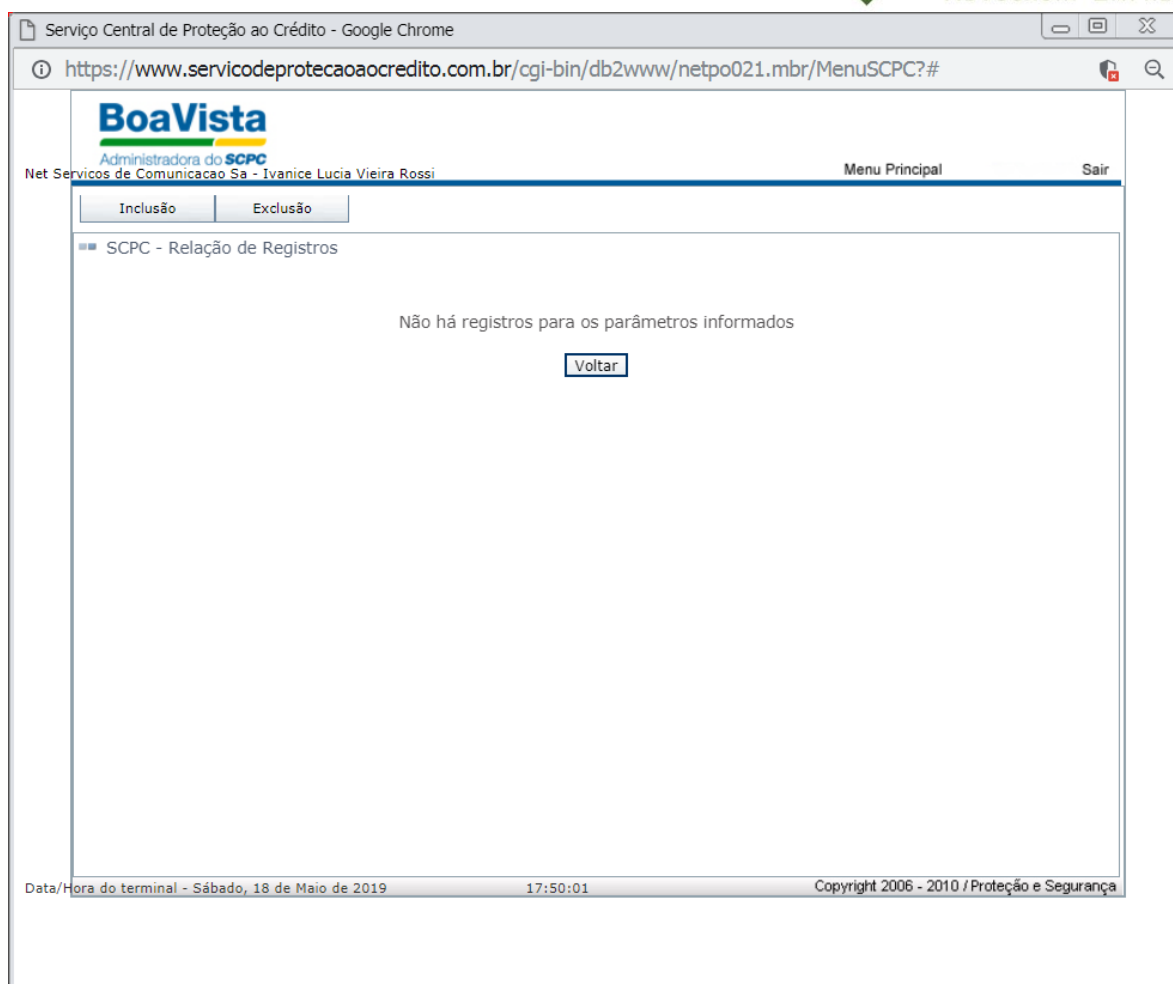 Serviço Central de Proteção ao Crédito - Google Chrome
https://www.servicodeprotecaoaocredito.com.br/cgi-bin/db2www/netpo021.mbr/MenuSCPC?#
BoaVista
Administradora do SCPC
Net Servicos de Comunicacao Sa - Ivanice Lucia Vieira Rossi
Menu Principal
Sair
Inclusão
Exclusão
SCPC - Relação de Registros
Não há registros para os parâmetros informados
Voltar
Data/Hora do terminal - Sábado, 18 de Maio de 2019
17:50:01
Copyright 2006 - 2010 / Proteção e Segurança